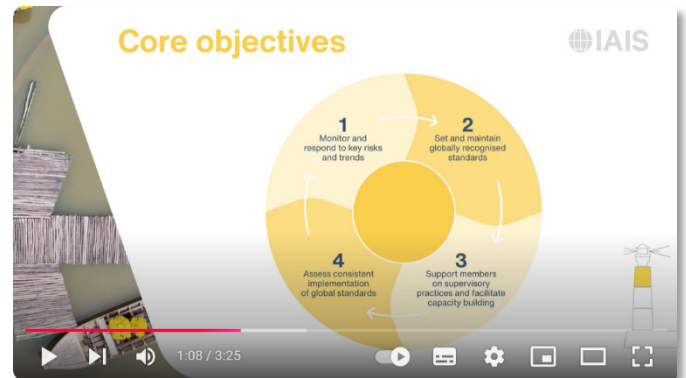 Core objectives
IAIS
1
Monitor and
respond to key risks
and trends
2
Set and maintain
globally recognised
standards
3
Support members
on supervisory
practices and facilitate
capacity building
4
Assess consistent
implementation
of global standards
1:08 / 3:25